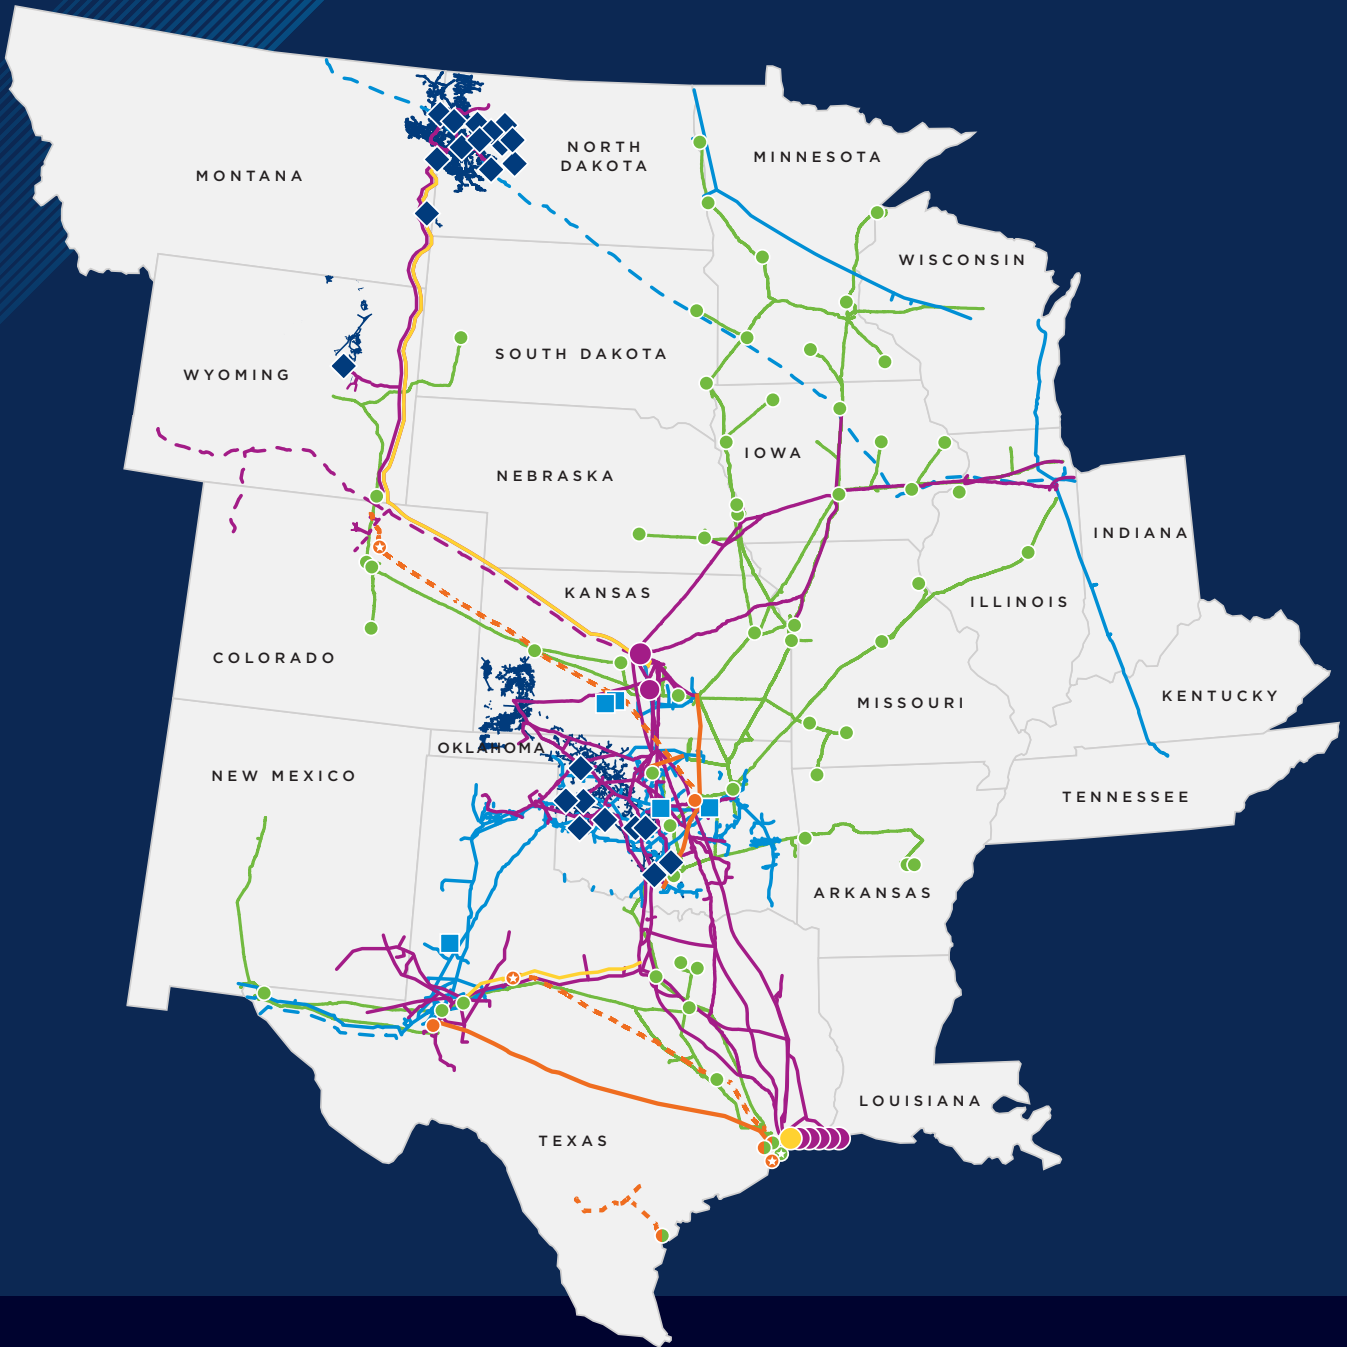 NORTH
DAKOTA
MINNESOTA
MONTANA
WISCONSIN
SOUTH DAKOTA
WYOMING
IOWA
NEBRASKA
INDIANA
KANSAS
ILLINOIS
COLORADO
KENTUCKY
MISSOURI
OKLAHOMA
NEW MEXICO
TENNESSEE
ARKANSAS
LOUISIANA
TEXAS